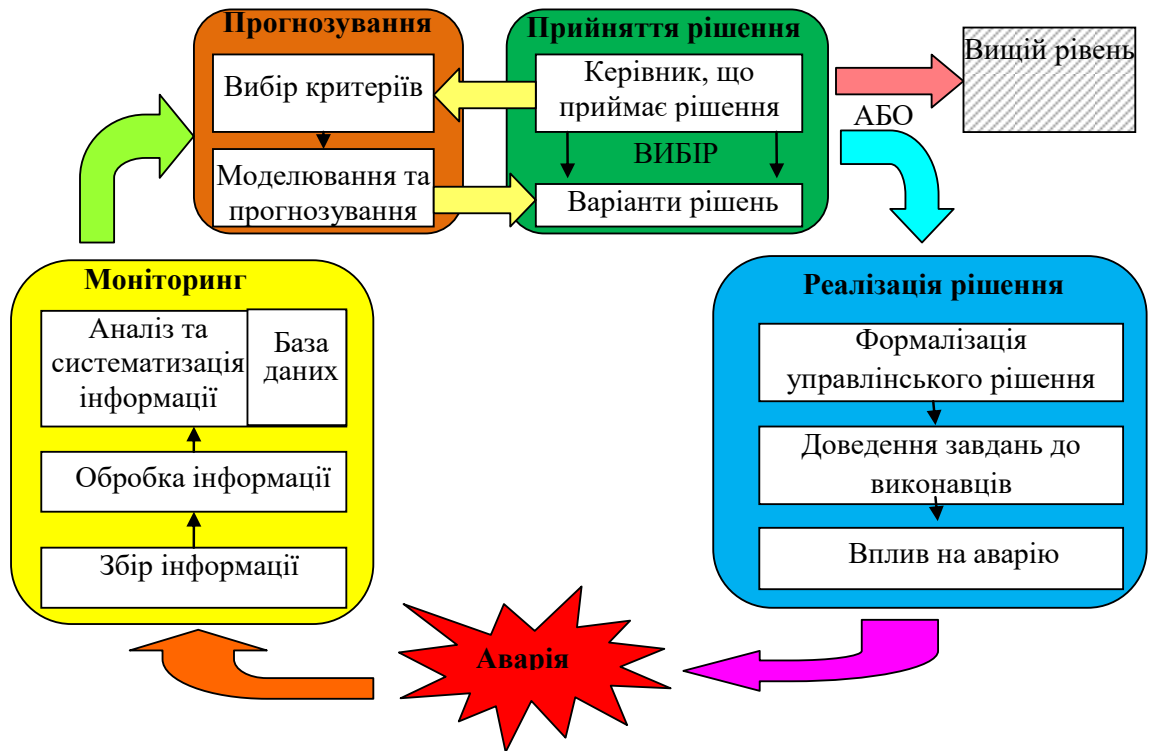 Прогнозування
Вибір критеріїв
Моделювання та
прогнозування
Прийняття рішення
Керівник, що
приймає рішення
ВИБІР
Варіанти рішень
Вищій рівень
АБО
Моніторинг
Аналіз та
систематизація
інформації
База
даних
Обробка інформації
Збір інформації
Реалізація рішення
Формалізація
управлінського рішення
Доведення завдань до
виконавців
Вплив на аварію
Аварія